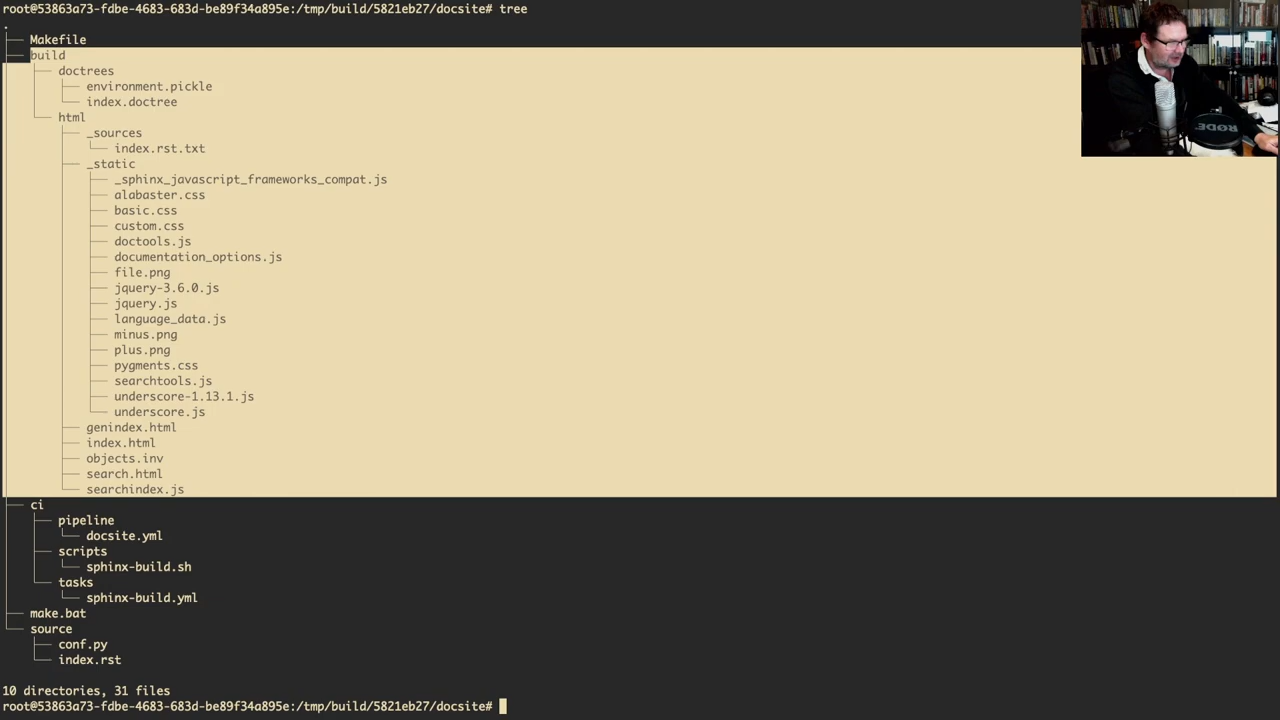 root@53863a73-fdbe-4683-683d-be89f34a895e:/tmp/build/5821eb27/docsite# tree
.
├── Makefile
├── build
│   ├── doctrees
│   │   ├── environment.pickle
│   │   └── index.doctree
│   └── html
│       ├── _sources
│       │   └── index.rst.txt
│       ├── _static
│       │   ├── _sphinx_javascript_frameworks_compat.js
│       │   ├── alabaster.css
│       │   ├── basic.css
│       │   ├── custom.css
│       │   ├── doctools.js
│       │   ├── documentation_options.js
│       │   ├── file.png
│       │   ├── jquery-3.6.0.js
│       │   ├── jquery.js
│       │   ├── language_data.js
│       │   ├── minus.png
│       │   ├── plus.png
│       │   ├── pygments.css
│       │   ├── searchtools.js
│       │   ├── underscore-1.13.1.js
│       │   └── underscore.js
│       ├── genindex.html
│       ├── index.html
│       ├── objects.inv
│       ├── search.html
│       └── searchindex.js
├── ci
│   ├── pipeline
│   │   └── docsite.yml
│   ├── scripts
│   │   └── sphinx-build.sh
│   └── tasks
│       └── sphinx-build.yml
├── make.bat
└── source
    ├── conf.py
    └── index.rst
10 directories, 31 files
root@53863a73-fdbe-4683-683d-be89f34a895e:/tmp/build/5821eb27/docsite#
RØDE